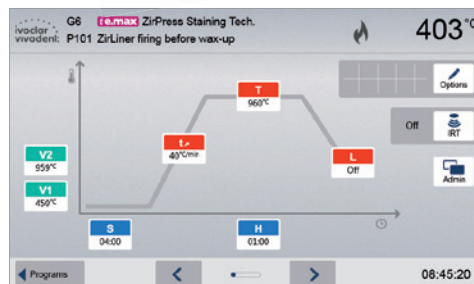 ivoclar
vivadent:
G6 IPS e.max ZirPress Staining Tech.
P101 ZirLiner firing before wax-up
403°C
T
960°C
Options
t↗
40°C/min
Off
IRT
V2
959°C
L
Off
Admin
V1
450°C
S
04:00
H
01:00
Programs
08:45:20